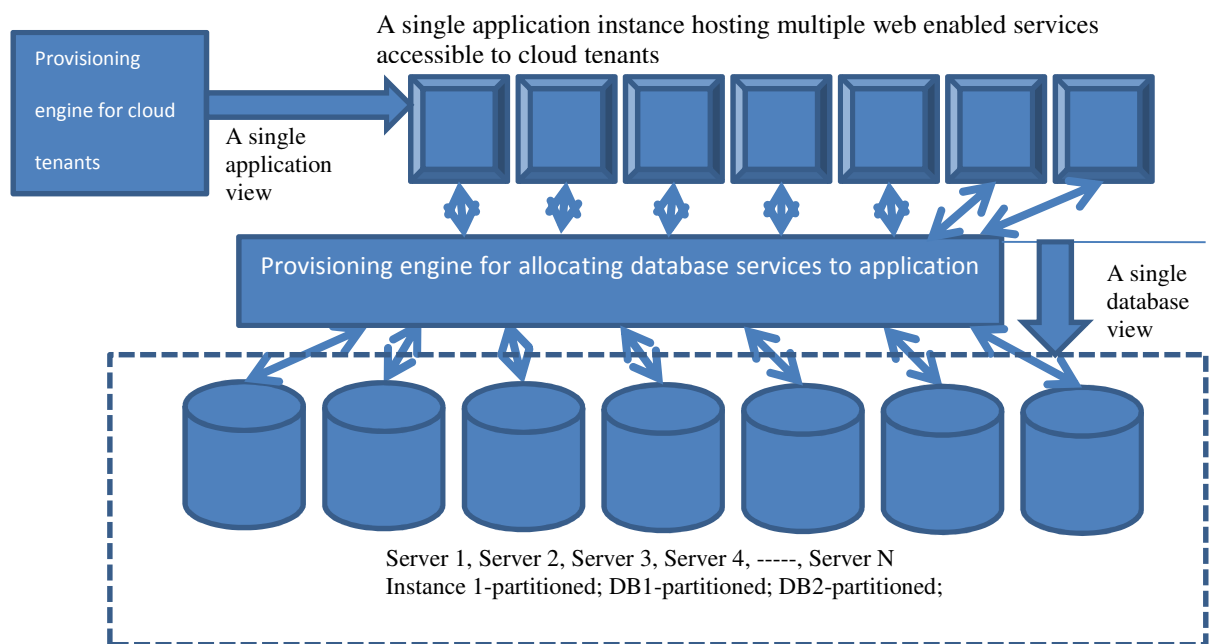 A single application instance hosting multiple web enabled services
accessible to cloud tenants
Provisioning
engine for cloud
tenants
A single
application
view
Provisioning engine for allocating database services to application
A single
database
view
Server 1, Server 2, Server 3, Server 4, -----, Server N
Instance 1-partitioned; DB1-partitioned; DB2-partitioned;